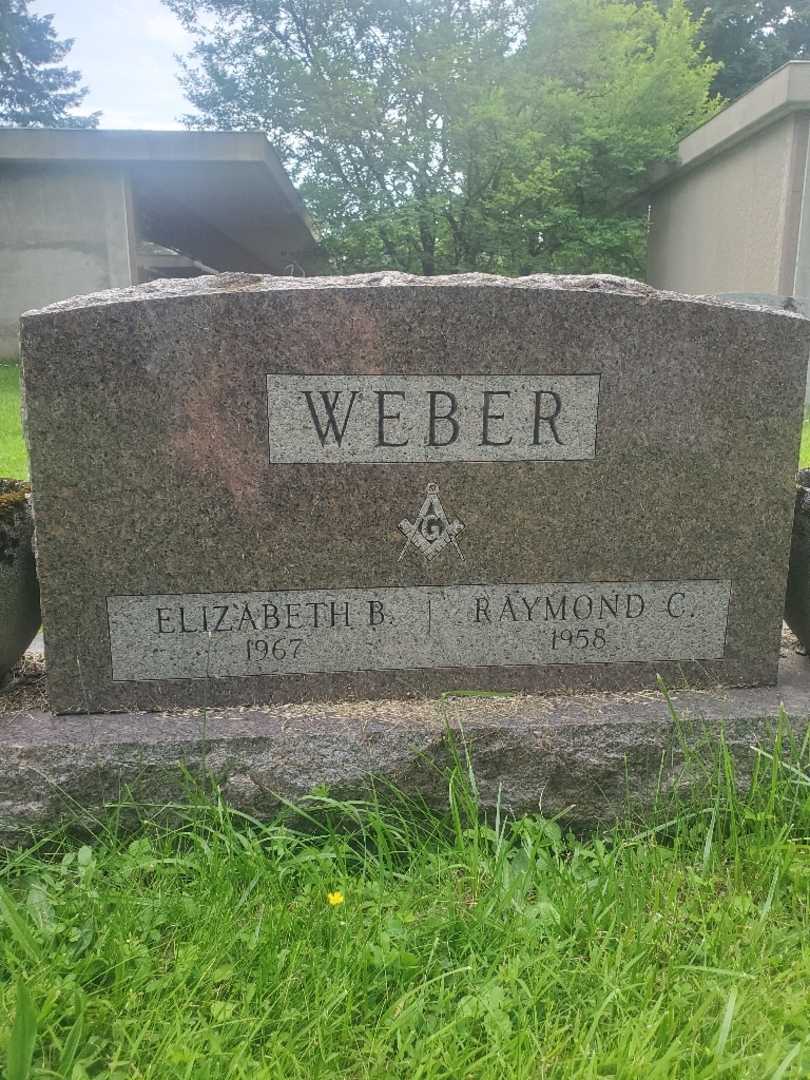 WEBER
G
ELIZABETH B. | RAYMOND C.
1967 1958